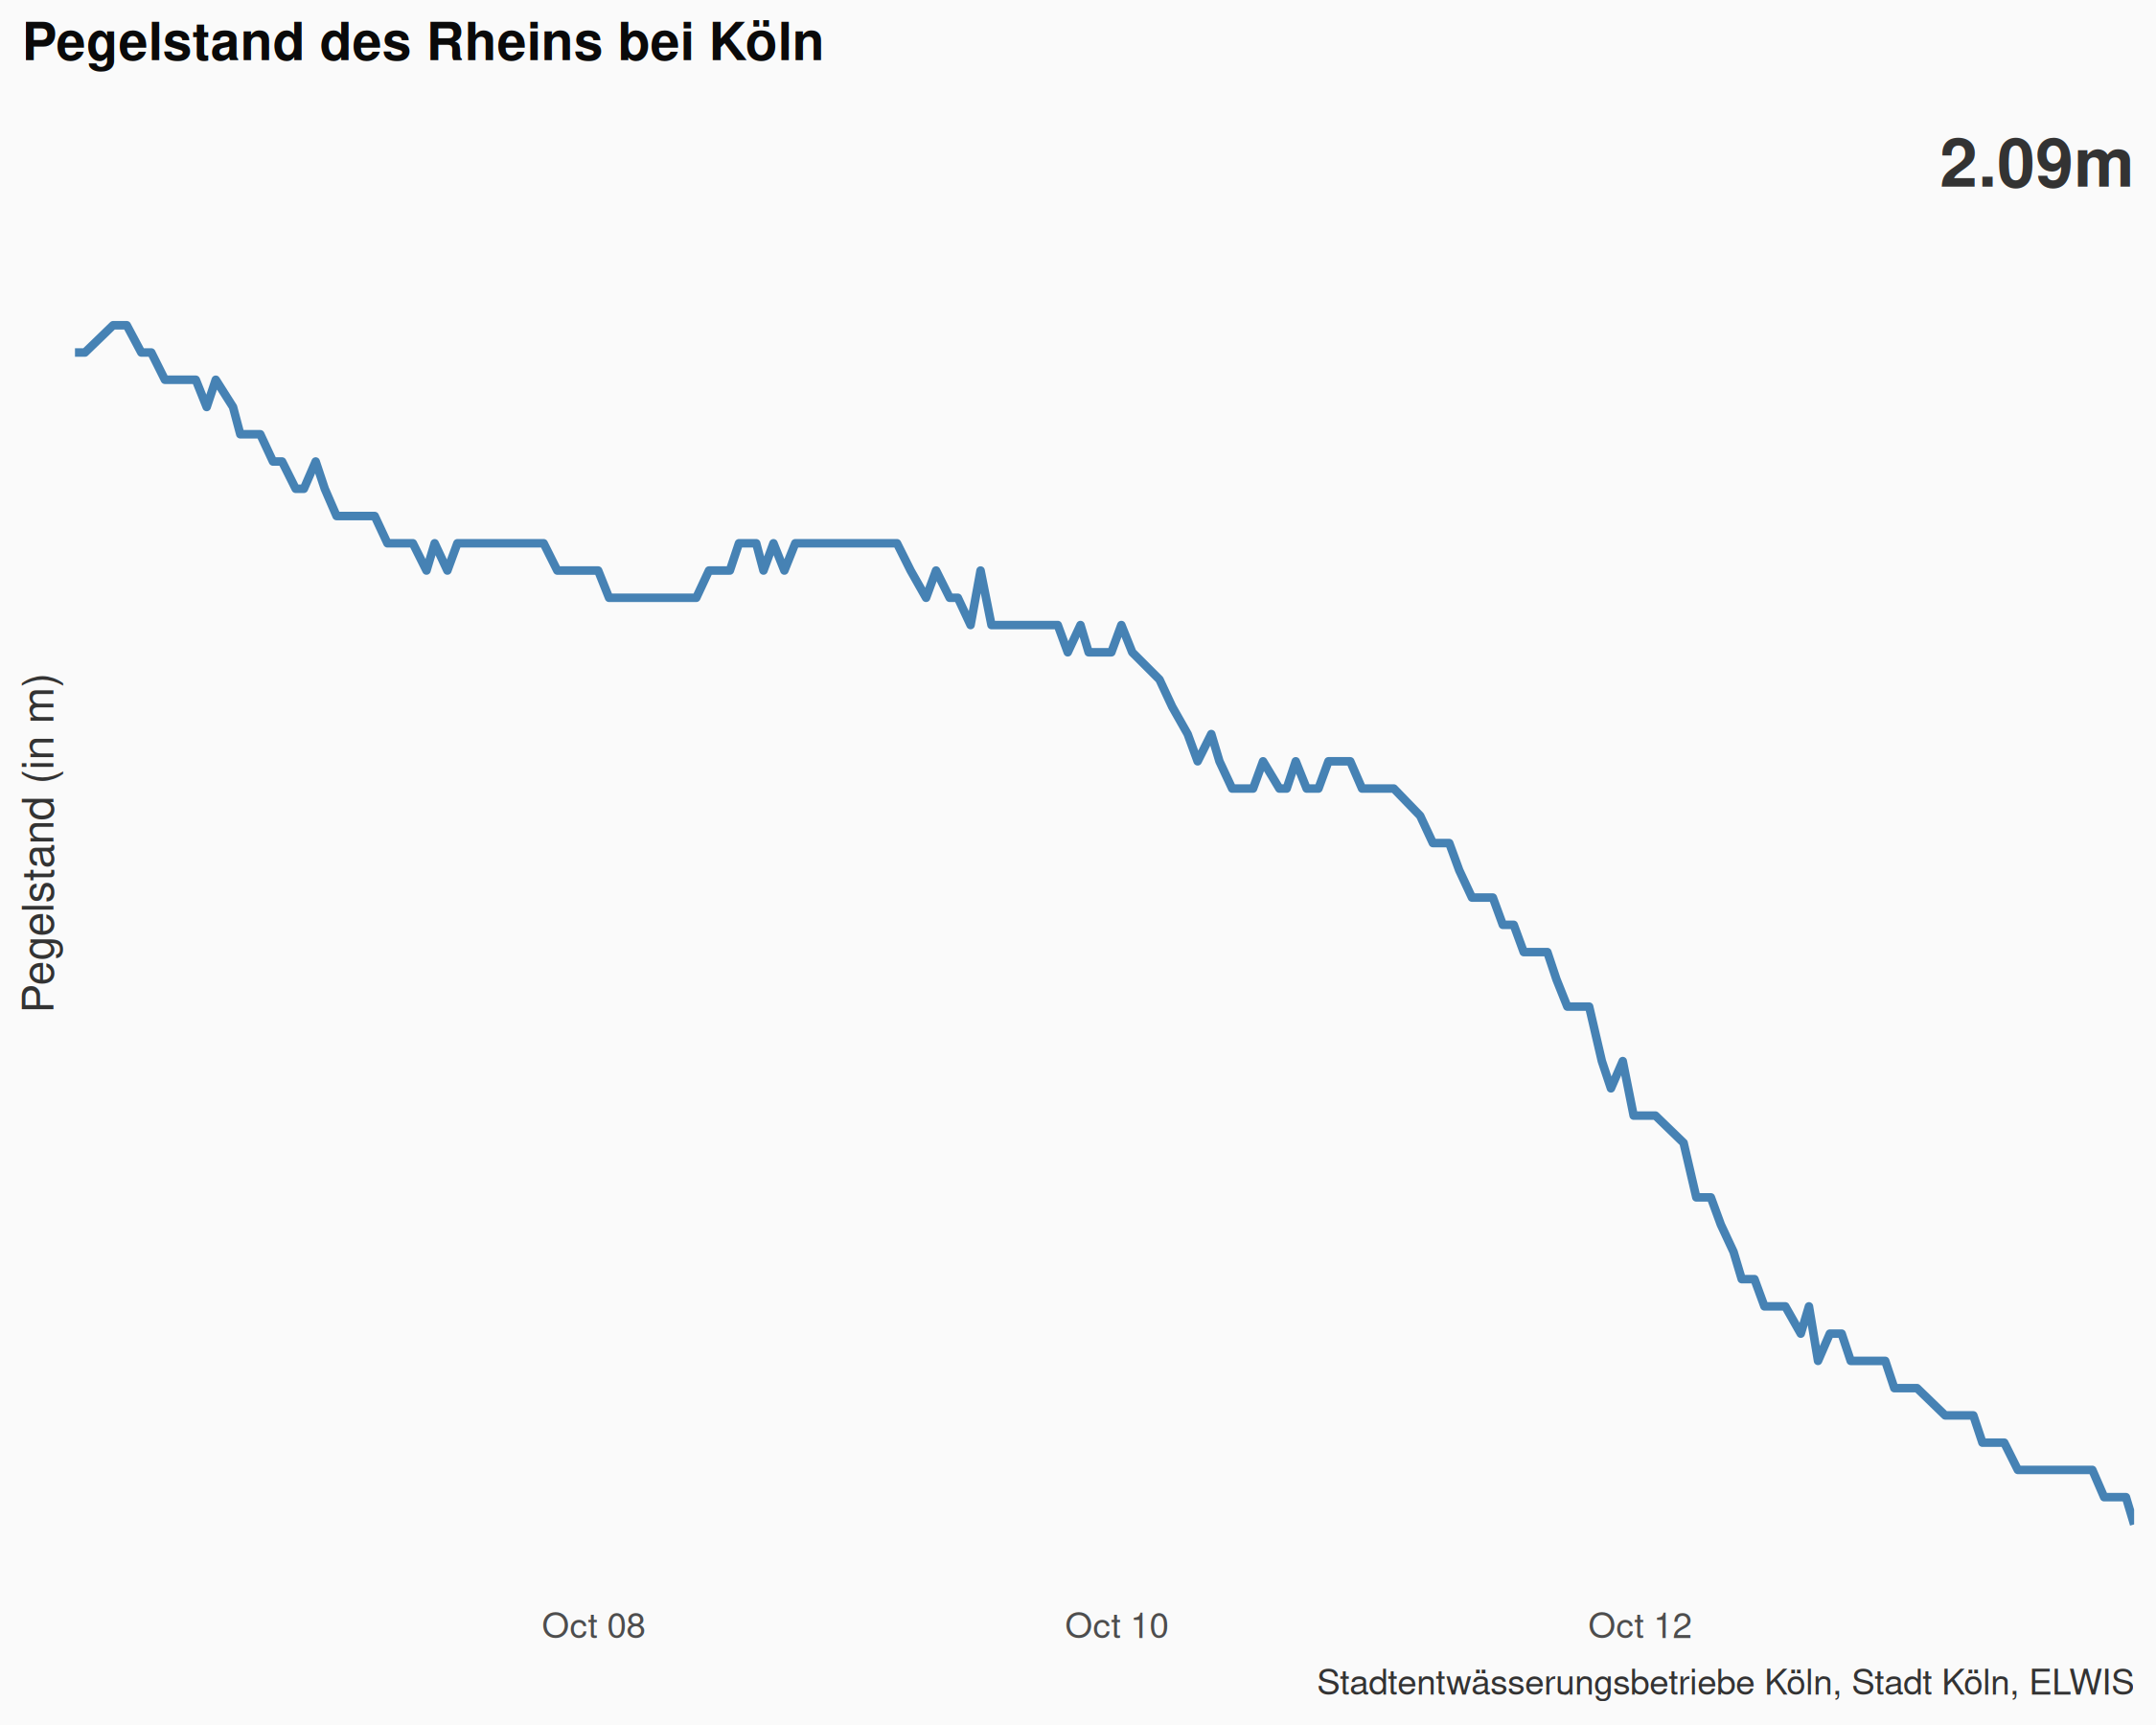 Pegelstand des Rheins bei Köln
2.09m
Pegelstand (in m)
Oct 08
Oct 10
Oct 12
Stadtentwässerungsbetriebe Köln, Stadt Köln, ELWIS